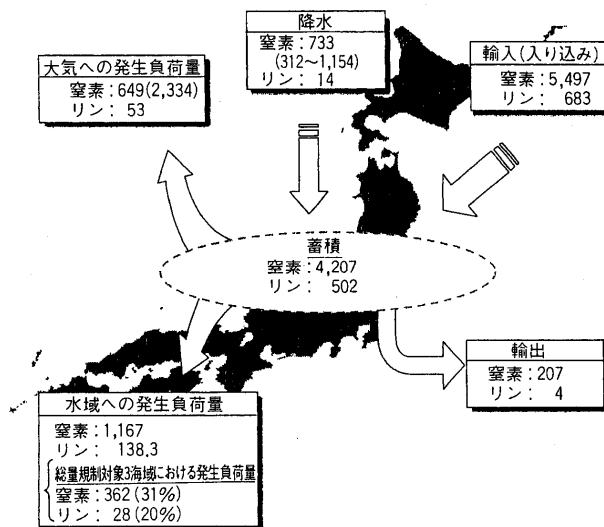 降水
窒素:733
(312~1,154)
リン: 14
大気への発生負荷量
窒素:649(2,334)
リン: 53
輸入(入り込み)
窒素:5,497
リン: 683
蓄積
窒素:4,207
リン: 502
輸出
窒素:207
リン: 4
水域への発生負荷量
窒素:1,167
リン: 138.3
総量規制対象3海域における発生負荷量
窒素:362(31%)
リン: 28(20%)